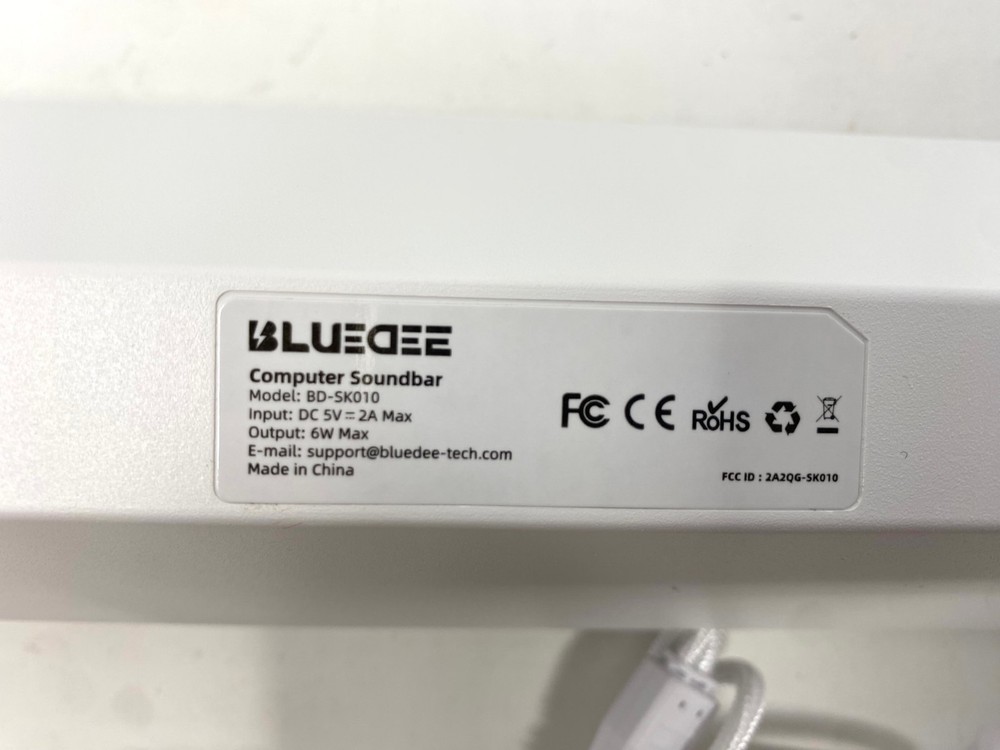 BLUEDEE
Computer Soundbar
Model: BD-SK010
Input: DC 5V⎓2A Max
Output: 6W Max
E-mail: support@bluedee-tech.com
Made in China
FC CE RoHS
FCC ID : 2A2QG-SK010